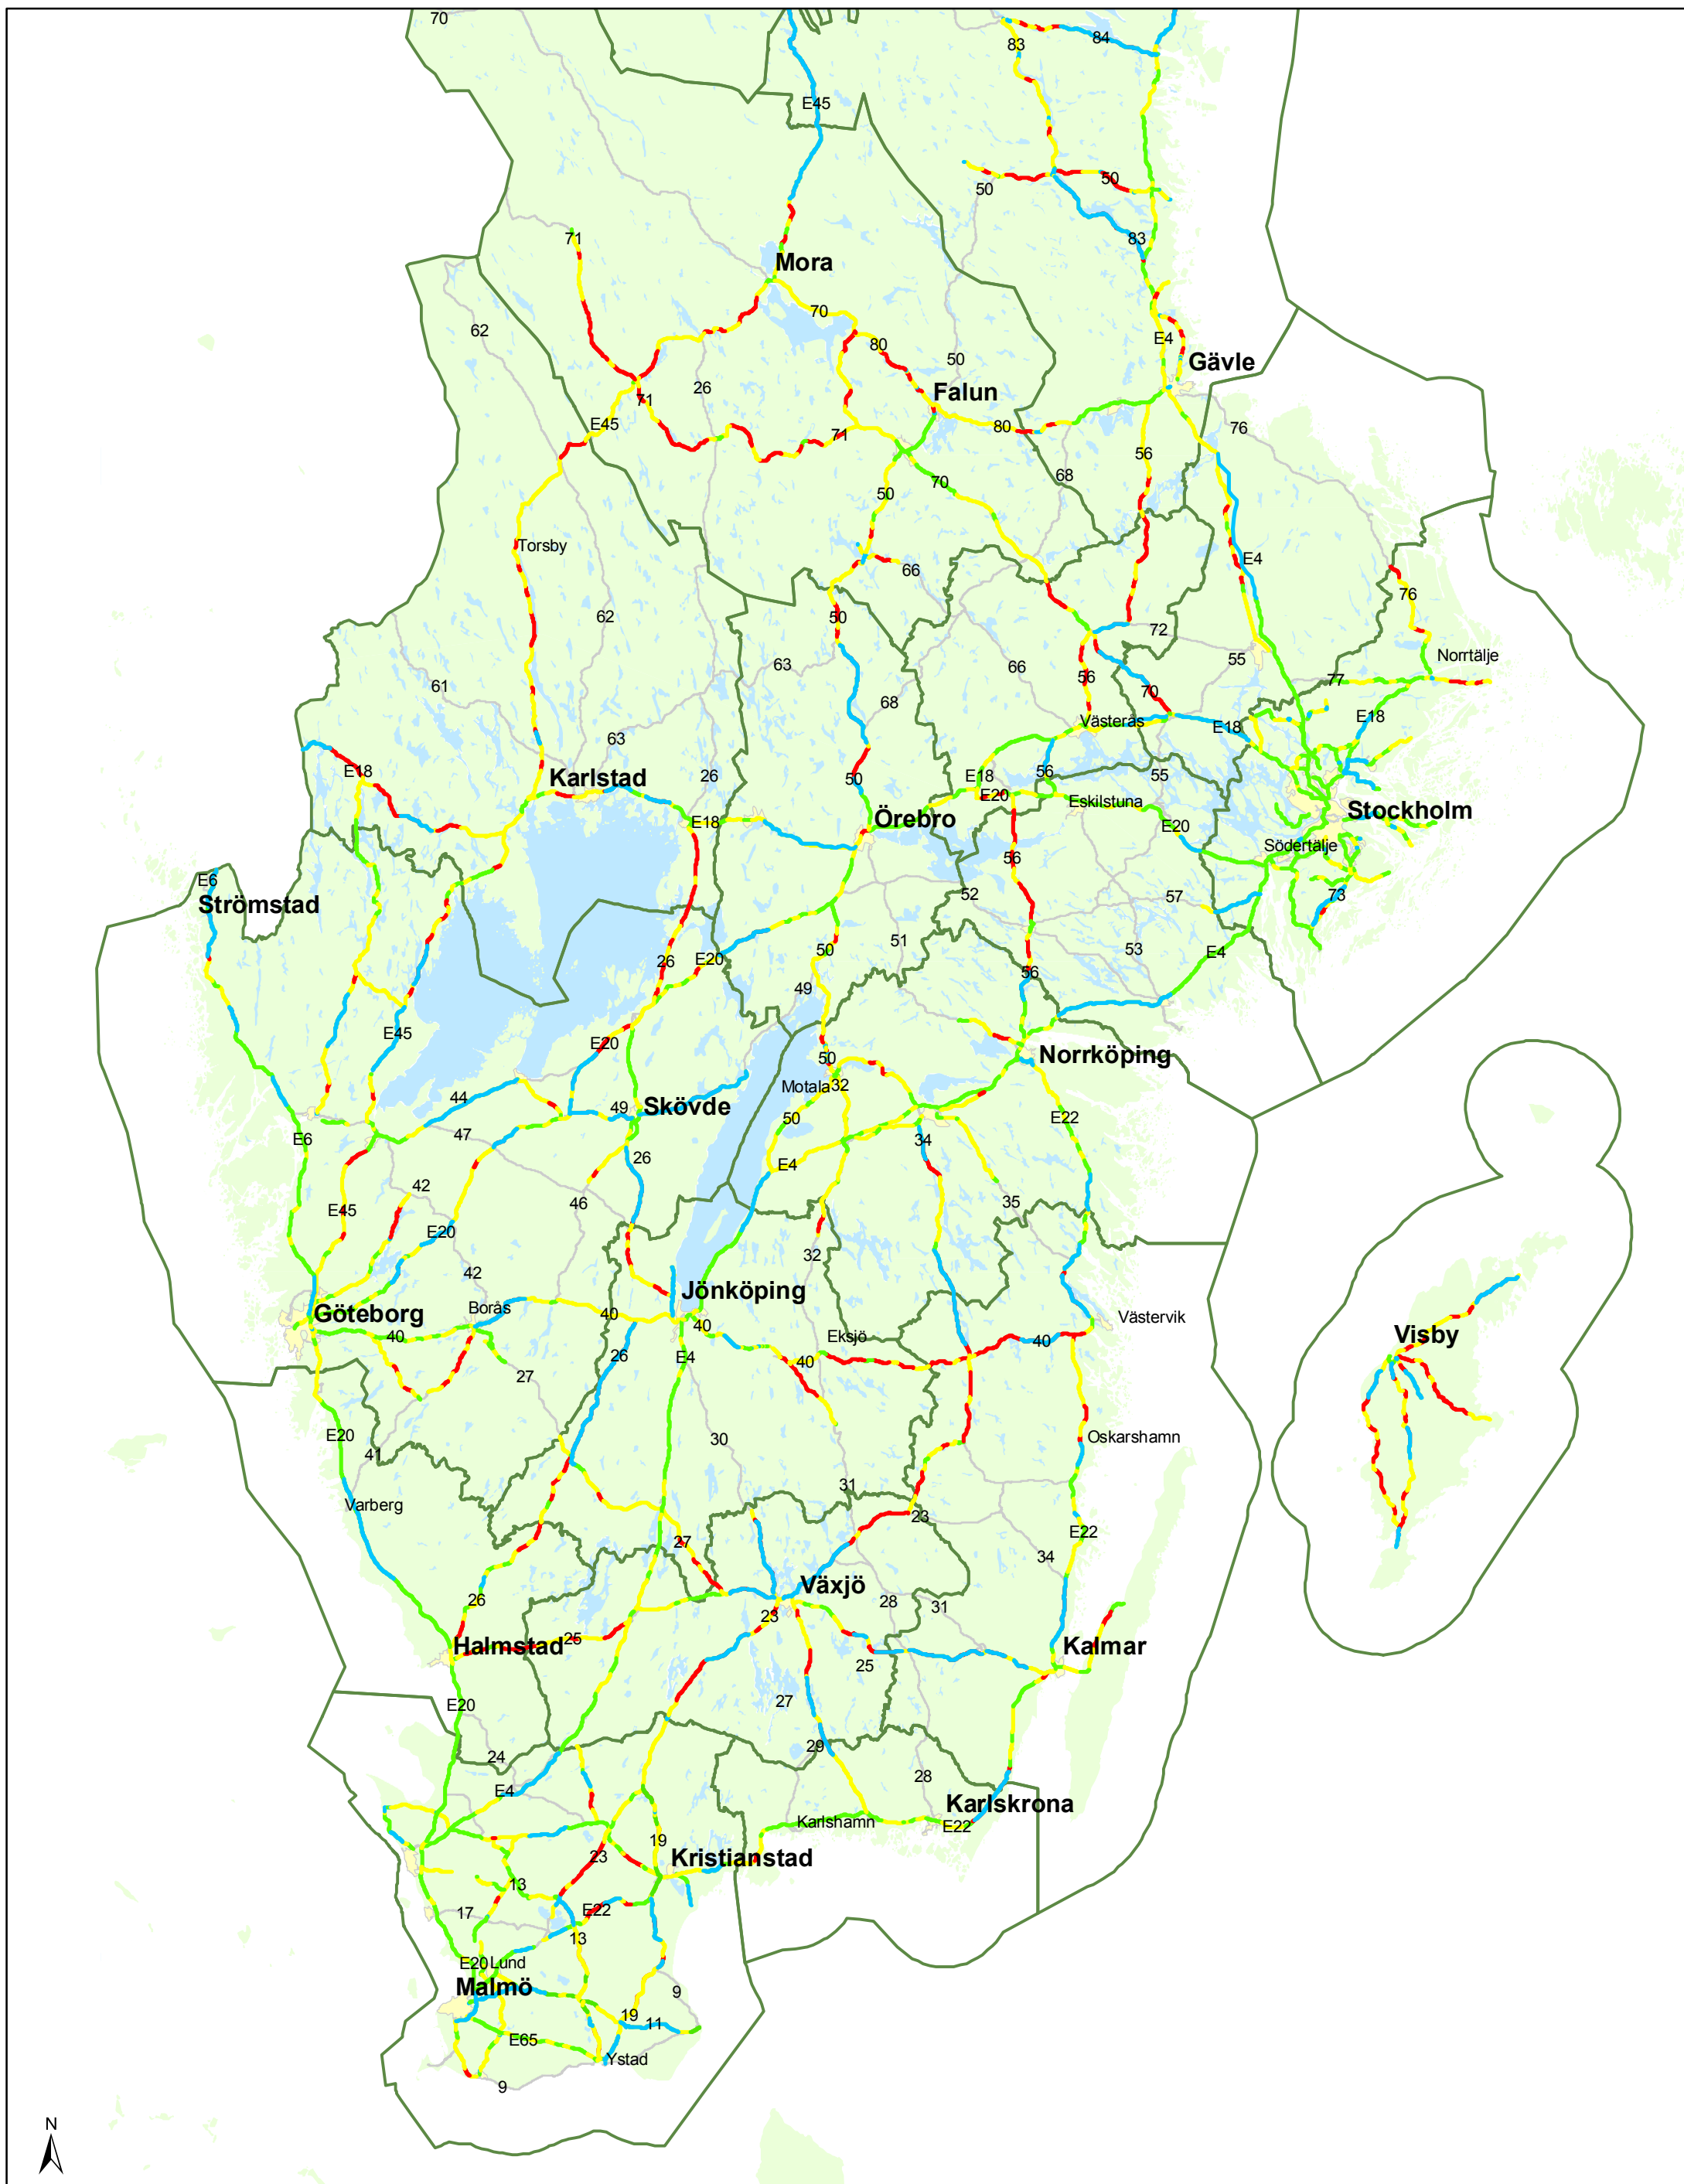 70
83
84
E45
50
50
71
83
Mora
62
70
E4
80
50
Gävle
26
Falun
71
E45
80
76
71
56
68
50
70
Torsby
E4
66
76
50
62
72
63
55
Norrtälje
66
56
77
61
70
68
Västerås
E18
E18
63
E18
26
Karlstad
50
E18
56
55
E20
Eskilstuna
Stockholm
E18
Örebro
E20
Södertälje
56
E6
Strömstad
52
57
73
51
50
53
E4
26
E20
56
49
E45
E20
50
Norrköping
Motala
32
44
49
Skövde
50
E22
E6
47
34
26
E4
42
46
35
E45
E20
32
42
Jönköping
Göteborg
Borås
40
Västervik
40
40
Eksjö
40
Visby
26
E4
40
27
E20
30
Oskarshamn
41
31
Varberg
23
E22
27
34
Växjö
26
28
31
23
Halmstad
25
Kalmar
25
27
E20
29
24
28
E4
Karlskrona
Karlshamn
E22
19
23
Kristianstad
13
17
E22
13
E20
Lund
Malmö
9
19
11
E65
Ystad
9
N